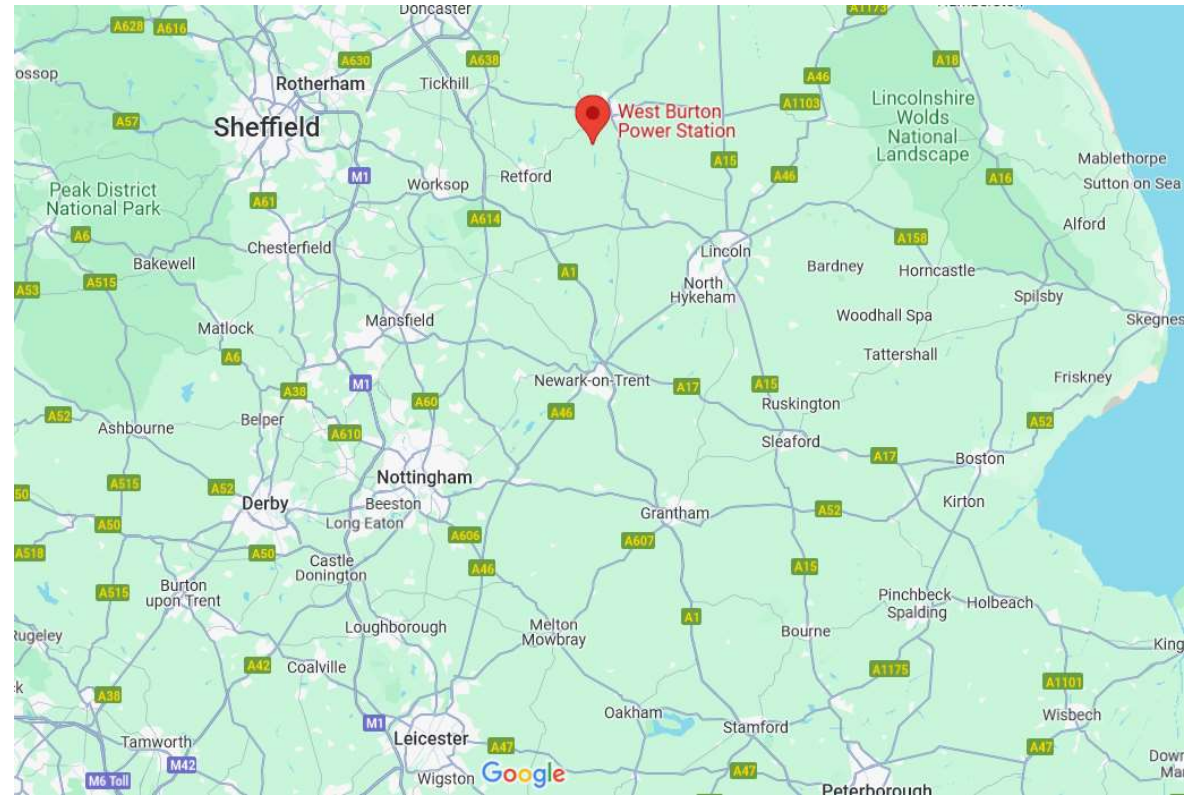 Doncaster
A1173
A628
A616
A18
A630
A638
ossop
Rotherham
Tickhill
A46
West Burton
Power Station
A1103
Lincolnshire
Wolds
National
Landscape
A57
Sheffield
A15
Mablethorpe
M1
Worksop
Retford
A46
A16
Sutton on Sea
Peak District
National Park
A61
A614
Alford
A6
Chesterfield
Lincoln
A158
Bakewell
A1
Bardney
Horncastle
A53
A515
North
Hykeham
Spilsby
Matlock
Mansfield
Woodhall Spa
Skegnes
A6
Tattershall
M1
Newark-on-Trent
A17
A15
Friskney
A38
A60
Ruskington
A52
Ashbourne
Belper
A610
A46
A52
Sleaford
A17
Boston
Nottingham
A515
A52
50
Derby
Beeston
Kirton
Long Eaton
Grantham
A52
A50
A606
A607
A518
A50
Castle
Donington
A46
A15
A515
Burton
upon Trent
Pinchbeck
Spalding
Holbeach
Rugeley
Loughborough
Melton
Mowbray
A1
Bourne
King
A42
Coalville
A1175
A1101
k
A38
Oakham
Stamford
Wisbech
M1
Leicester
A47
Tamworth
A47
M42
Down
Mar
M6 Toll
Wigston
Google
A47
Peterborough